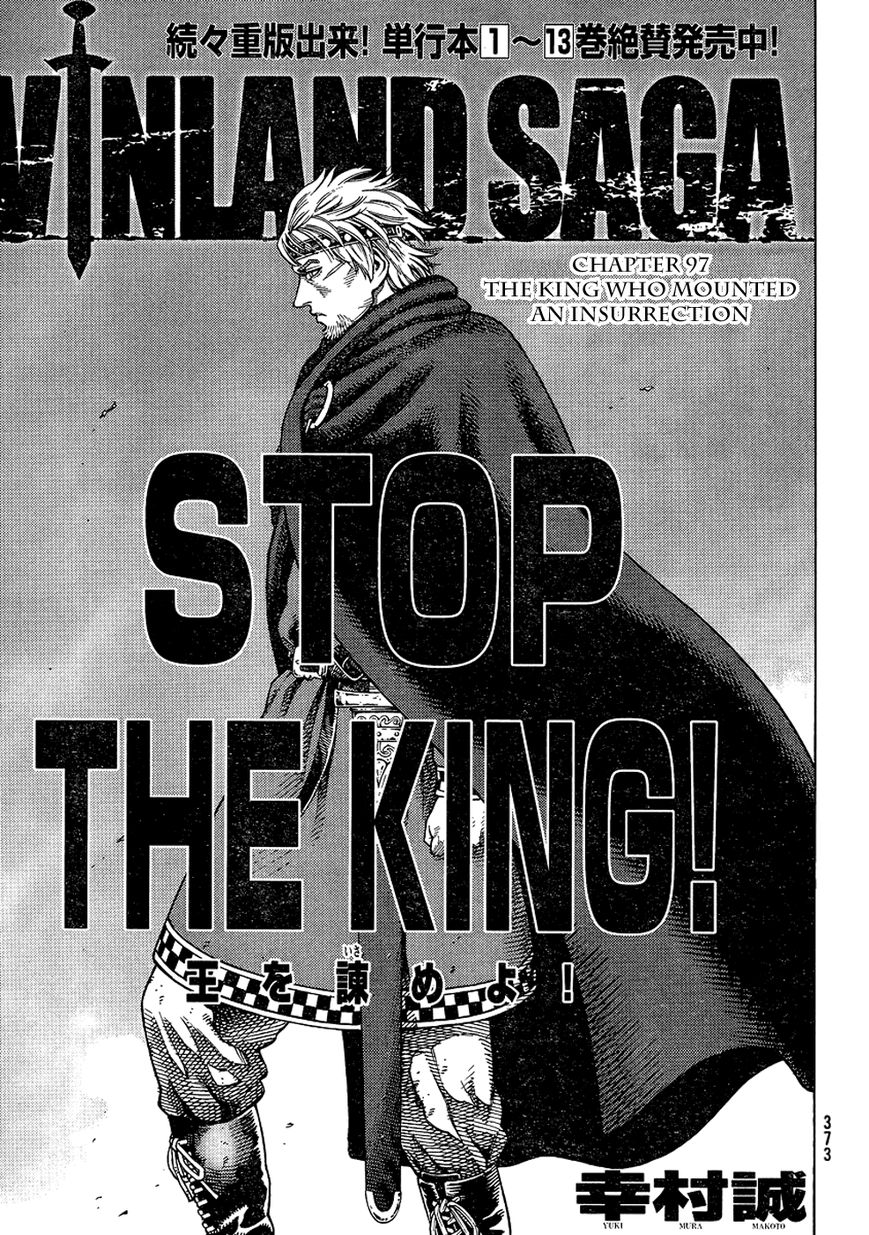 続々重版出来! 単行本1〜13巻絶賛発売中!
VINLAND SAGA
CHAPTER 97
THE KING WHO MOUNTED
AN INSURRECTION
STOP
THE KING!
いさ
王を諫めよ!
373
幸村誠
YUKI MURA MAKOTO